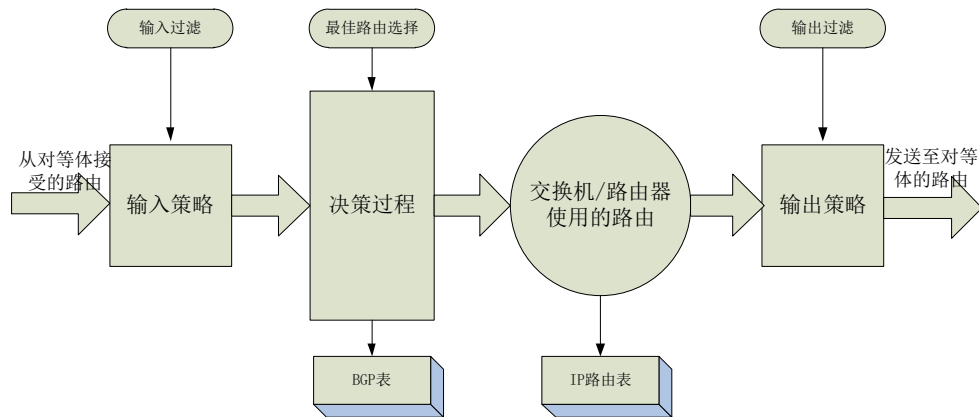 输入过滤
最佳路由选择
输出过滤
从对等体接
受的路由
输入策略
决策过程
交换机/路由器
使用的路由
输出策略
发送至对等
体的路由
BGP表
IP路由表